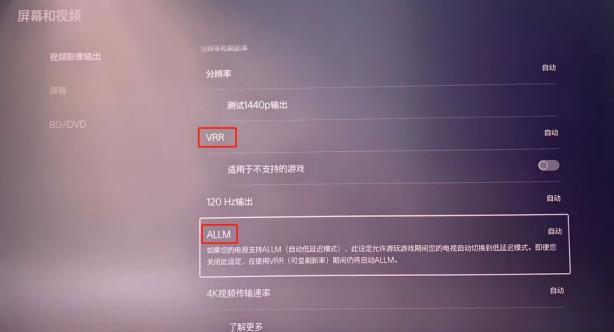 屏幕和视频
视频影像输出
屏幕
BD/DVD
分辨率和刷新率
分辨率
自动
测试1440p输出
VRR
自动
适用于不支持的游戏
120 Hz输出
自动
ALLM
自动
如果您的电视支持ALLM（自动低延迟模式），此设定允许游玩游戏期间您的电视自动切换到低延迟模式。即便您
关闭此设定，在使用VRR（可变刷新率）期间仍将启动ALLM。
4K视频传输速率
自动
了解更多